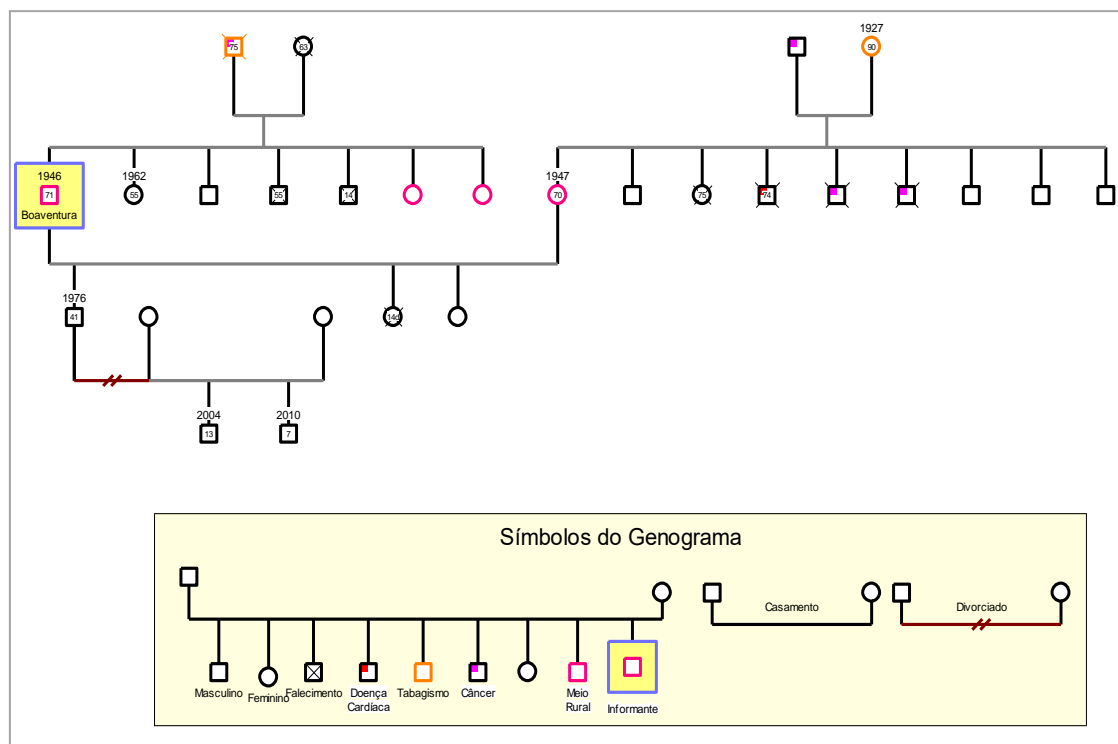 1927
75
63
90
1946
1962
1947
71
55
55
14
70
75
74
Boaventura
1976
41
14d
2004
2010
13
7
Símbolos do Genograma
Casamento
Divorciado
Masculino
Feminino
Falecimento
Doença
Cardíaca
Tabagismo
Câncer
Meio
Rural
Informante